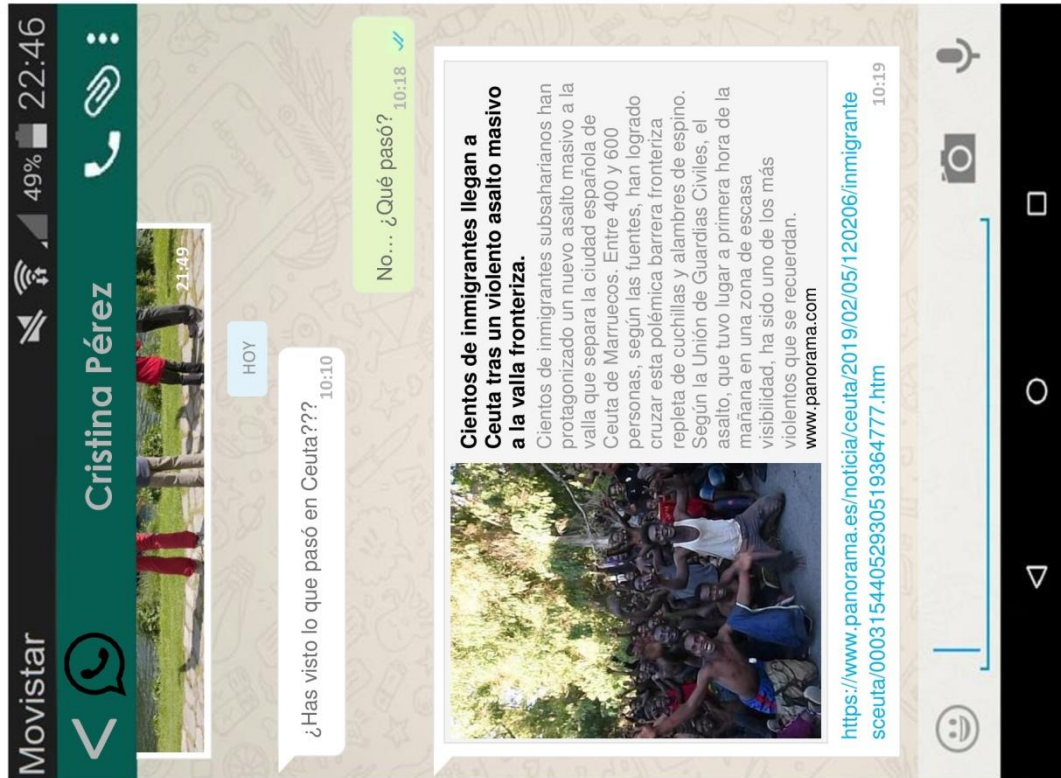 Movistar
49% 22:46
Cristina Pérez
21:49
HOY
¿Has visto lo que pasó en Ceuta???
10:10
No... ¿Qué pasó?
10:18
Cientos de inmigrantes llegan a
Ceuta tras un violento asalto masivo
a la valla fronteriza.
Cientos de inmigrantes subsaharianos han
protagonizado un nuevo asalto masivo a la
valla que separa la ciudad española de
Ceuta de Marruecos. Entre 400 y 600
personas, según las fuentes, han logrado
cruzar esta polémica barrera fronteriza
repleta de cuchillas y alambres de espino.
Según la Unión de Guardias Civiles, el
asalto, que tuvo lugar a primera hora de la
mañana en una zona de escasa
visibilidad, ha sido uno de los más
violentos que se recuerdan.
www.panorama.com
https://www.panorama.es/noticia/ceuta/2019/02/05/120206/inmigrante
sceuta/00031544052930519364777.htm
10:19